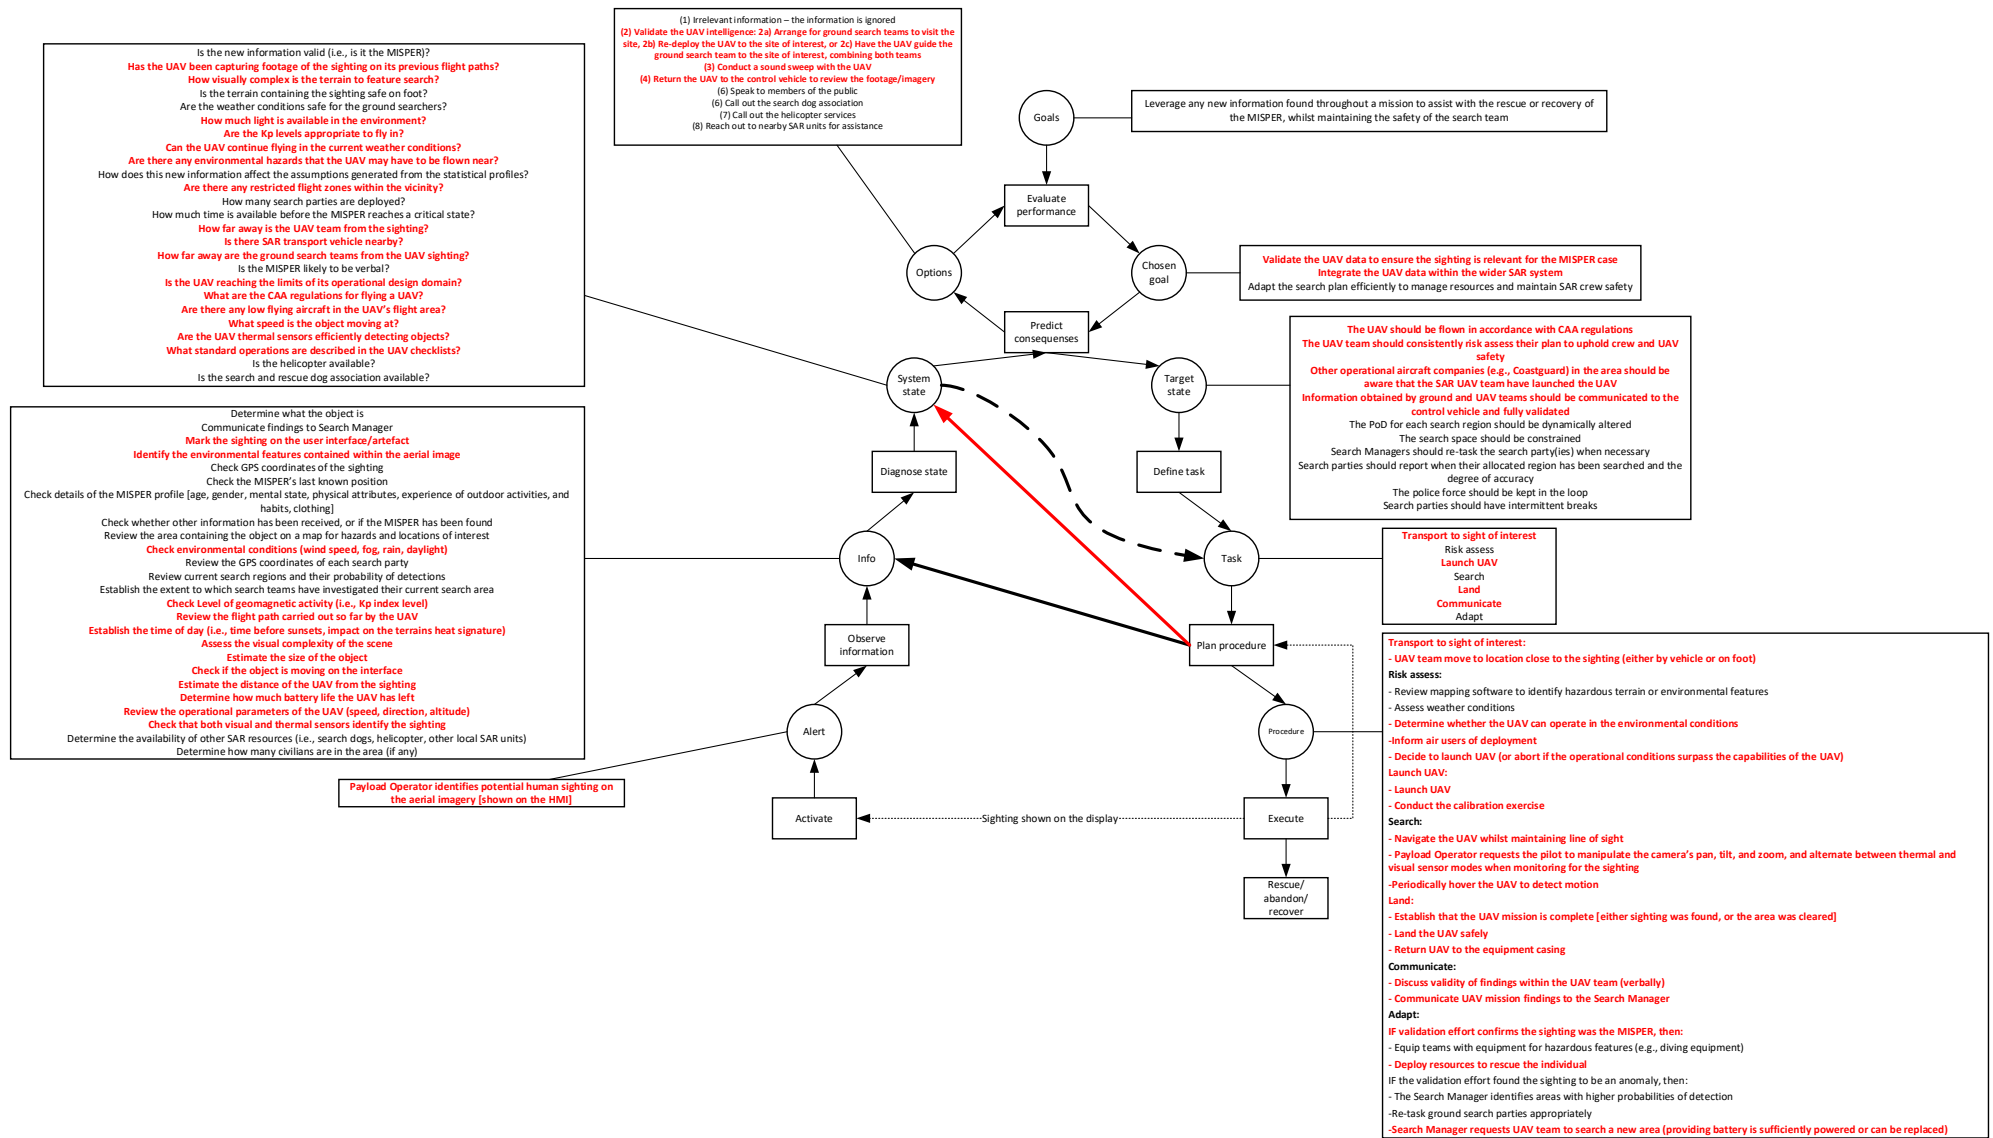 (1) Irrelevant information – the information is ignored
(2) Validate the UAV intelligence: 2a) Arrange for ground search teams to visit the
site, 2b) Re-deploy the UAV to the site of interest, or 2c) Have the UAV guide the
ground search team to the site of interest, combining both teams
(3) Conduct a sound sweep with the UAV
(4) Return the UAV to the control vehicle to review the footage/imagery
(6) Speak to members of the public
(6) Call out the search dog association
(7) Call out the helicopter services
(8) Reach out to nearby SAR units for assistance
Is the new information valid (i.e., is it the MISPER)?
Has the UAV been capturing footage of the sighting on its previous flight paths?
How visually complex is the terrain to feature search?
Is the terrain containing the sighting safe on foot?
Are the weather conditions safe for the ground searchers?
How much light is available in the environment?
Are the Kp levels appropriate to fly in?
Can the UAV continue flying in the current weather conditions?
Are there any environmental hazards that the UAV may have to be flown near?
How does this new information affect the assumptions generated from the statistical profiles?
Are there any restricted flight zones within the vicinity?
How many search parties are deployed?
How much time is available before the MISPER reaches a critical state?
How far away is the UAV team from the sighting?
Is there SAR transport vehicle nearby?
How far away are the ground search teams from the UAV sighting?
Is the MISPER likely to be verbal?
Is the UAV reaching the limits of its operational design domain?
What are the CAA regulations for flying a UAV?
Are there any low flying aircraft in the UAV's flight area?
What speed is the object moving at?
Are the UAV thermal sensors efficiently detecting objects?
What standard operations are described in the UAV checklists?
Is the helicopter available?
Is the search and rescue dog association available?
Goals
Leverage any new information found throughout a mission to assist with the rescue or recovery of
the MISPER, whilst maintaining the safety of the search team
Evaluate
performance
Options
Chosen
goal
Validate the UAV data to ensure the sighting is relevant for the MISPER case
Integrate the UAV data within the wider SAR system
Adapt the search plan efficiently to manage resources and maintain SAR crew safety
Predict
consequences
System
state
Target
state
The UAV should be flown in accordance with CAA regulations
The UAV team should consistently risk assess their plan to uphold crew and UAV
safety
Other operational aircraft companies (e.g., Coastguard) in the area should be
aware that the SAR UAV team have launched the UAV
Information obtained by ground and UAV teams should be communicated to the
control vehicle and fully validated
The PoD for each search region should be dynamically altered
The search space should be constrained
Search Managers should re-task the search party(ies) when necessary
Search parties should report when their allocated region has been searched and the
degree of accuracy
The police force should be kept in the loop
Search parties should have intermittent breaks
Determine what the object is
Communicate findings to Search Manager
Mark the sighting on the user interface/artefact
Identify the environmental features contained within the aerial image
Check GPS coordinates of the sighting
Check the MISPER's last known position
Check details of the MISPER profile [age, gender, mental state, physical attributes, experience of outdoor activities, and
habits, clothing]
Check whether other information has been received, or if the MISPER has been found
Review the area containing the object on a map for hazards and locations of interest
Check environmental conditions (wind speed, fog, rain, daylight)
Review the GPS coordinates of each search party
Review current search regions and their probability of detections
Establish the extent to which search teams have investigated their current search area
Check Level of geomagnetic activity (i.e., Kp index level)
Review the flight path carried out so far by the UAV
Establish the time of day (i.e., time before sunsets, impact on the terrains heat signature)
Assess the visual complexity of the scene
Estimate the size of the object
Check if the object is moving on the interface
Estimate the distance of the UAV from the sighting
Determine how much battery life the UAV has left
Review the operational parameters of the UAV (speed, direction, altitude)
Check that both visual and thermal sensors identify the sighting
Determine the availability of other SAR resources (i.e., search dogs, helicopter, other local SAR units)
Determine how many civilians are in the area (if any)
Diagnose state
Define task
Info
Task
Transport to sight of interest
Risk assess
Launch UAV
Search
Land
Communicate
Adapt
Observe
information
Plan procedure
Alert
Procedure
Payload Operator identifies potential human sighting on
the aerial imagery [shown on the HMI]
Activate
Sighting shown on the display
Execute
Rescue/
abandon/
recover
Transport to sight of interest:
- UAV team move to location close to the sighting (either by vehicle or on foot)
Risk assess:
- Review mapping software to identify hazardous terrain or environmental features
- Assess weather conditions
- Determine whether the UAV can operate in the environmental conditions
-Inform air users of deployment
- Decide to launch UAV (or abort if the operational conditions surpass the capabilities of the UAV)
Launch UAV:
- Launch UAV
- Conduct the calibration exercise
Search:
- Navigate the UAV whilst maintaining line of sight
- Payload Operator requests the pilot to manipulate the camera's pan, tilt, and zoom, and alternate between thermal and
visual sensor modes when monitoring for the sighting
-Periodically hover the UAV to detect motion
Land:
- Establish that the UAV mission is complete [either sighting was found, or the area was cleared]
- Land the UAV safely
- Return UAV to the equipment casing
Communicate:
- Discuss validity of findings within the UAV team (verbally)
- Communicate UAV mission findings to the Search Manager
Adapt:
IF validation effort confirms the sighting was the MISPER, then:
- Equip teams with equipment for hazardous features (e.g., diving equipment)
- Deploy resources to rescue the individual
IF the validation effort found the sighting to be an anomaly, then:
- The Search Manager identifies areas with higher probabilities of detection
-Re-task ground search parties appropriately
-Search Manager requests UAV team to search a new area (providing battery is sufficiently powered or can be replaced)